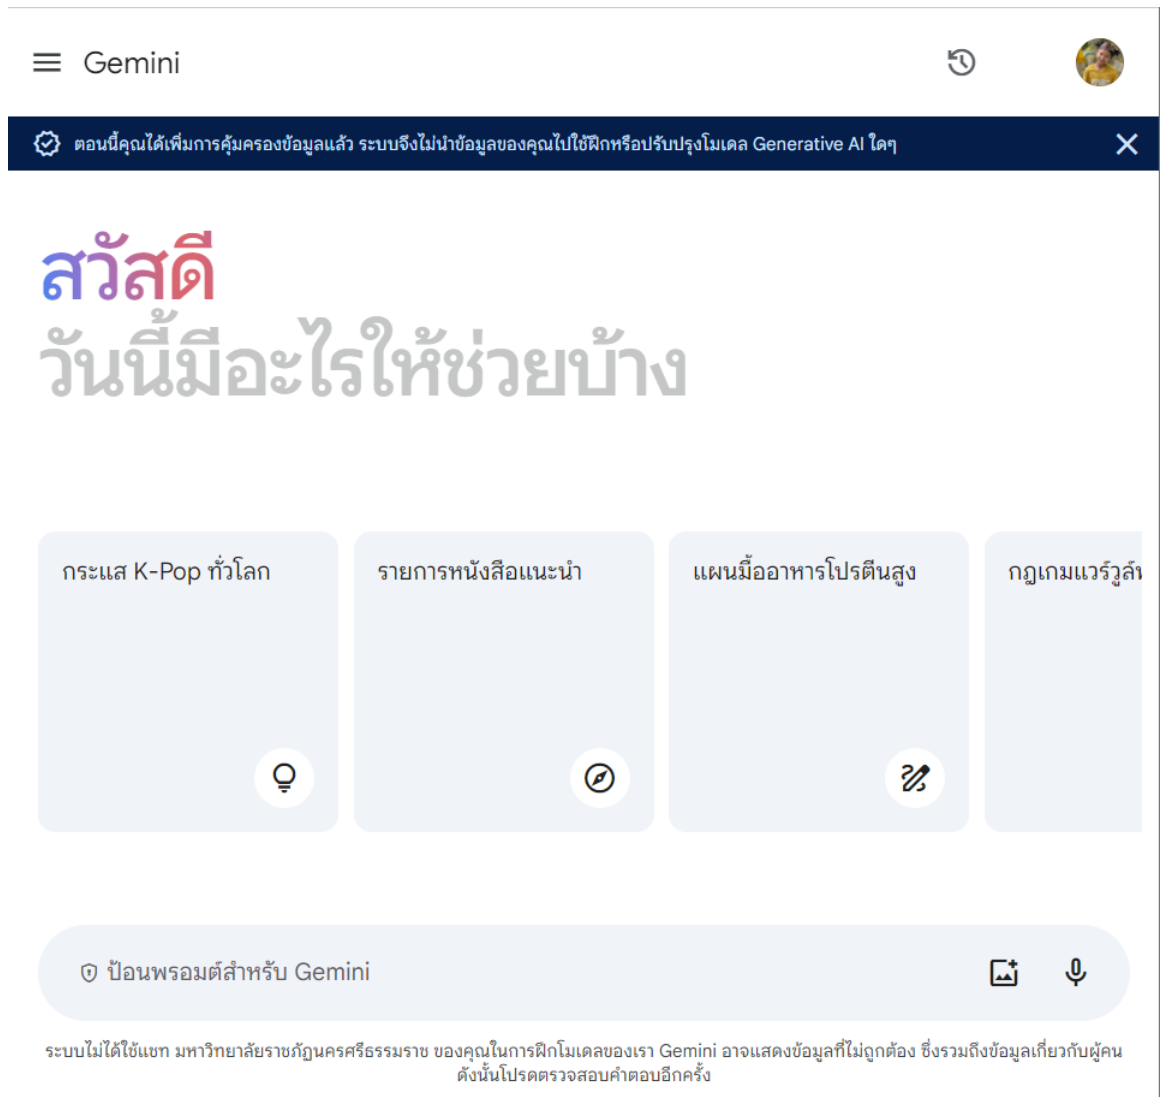 Gemini
ตอนนี้คุณได้เพิ่มการคุ้มครองข้อมูลแล้ว ระบบจึงไม่นำข้อมูลของคุณไปใช้ฝึกหรือปรับปรุงโมเดล Generative AI ใดๆ
สวัสดี
วันนี้มีอะไรให้ช่วยบ้าง
กระแส K-Pop ทั่วโลก
รายการหนังสือแนะนำ
แผนมื้ออาหารโปรตีนสูง
กฎเกมแวร์วูล์ฟ
ป้อนพรอมต์สำหรับ Gemini
ระบบไม่ได้ใช้แชท มหาวิทยาลัยราชภัฏนครศรีธรรมราช ของคุณในการฝึกโมเดลของเรา Gemini อาจแสดงข้อมูลที่ไม่ถูกต้อง ซึ่งรวมถึงข้อมูลเกี่ยวกับผู้คน
ดังนั้นโปรดตรวจสอบคำตอบอีกครั้ง